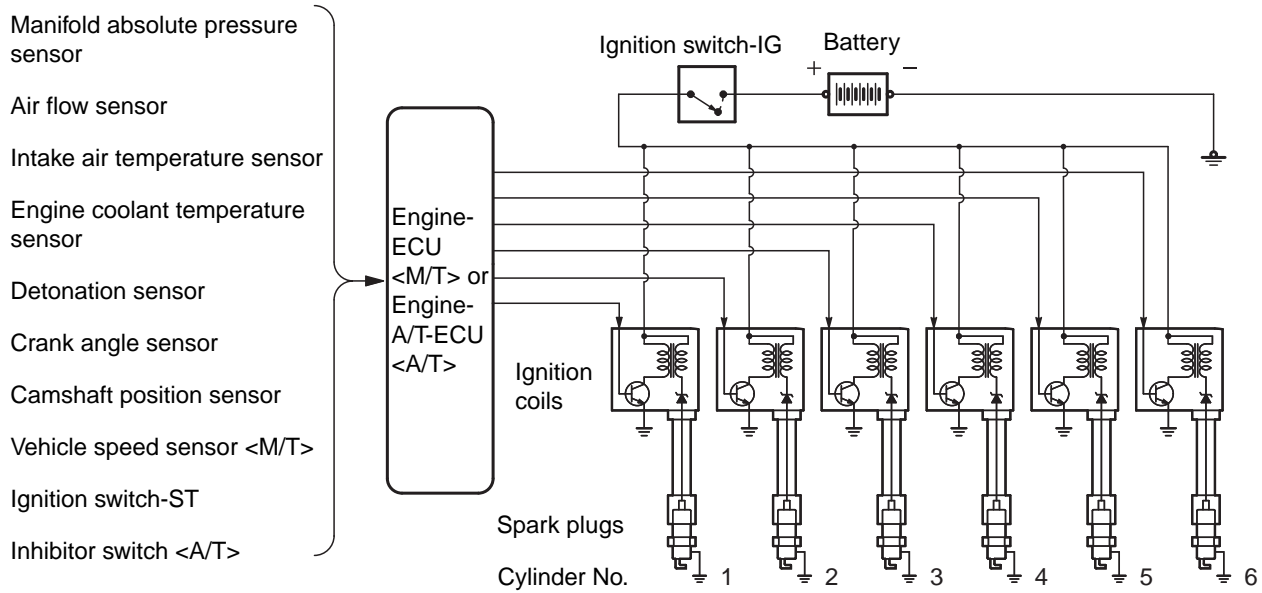 Manifold absolute pressure
sensor
Air flow sensor
Intake air temperature sensor
Engine coolant temperature
sensor
Detonation sensor
Crank angle sensor
Camshaft position sensor
Vehicle speed sensor <M/T>
Ignition switch-ST
Inhibitor switch <A/T>
Engine-
ECU
<M/T> or
Engine-
A/T-ECU
<A/T>
Ignition switch-IG
Battery
+ −
Ignition
coils
Spark plugs
Cylinder No. 1 2 3 4 5 6